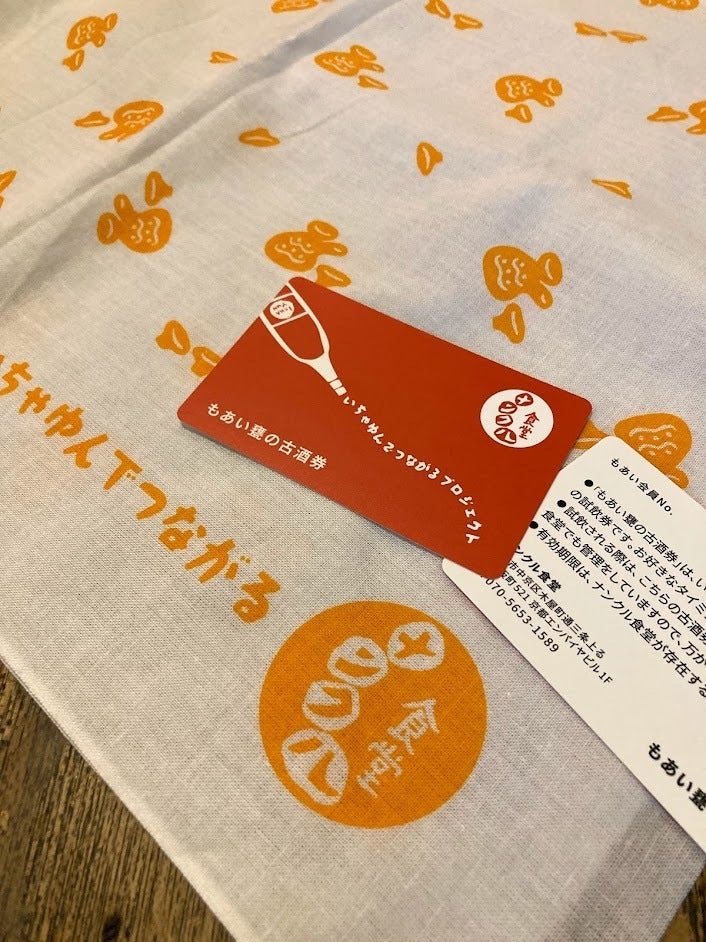 いちゃゆんでつながる
ナンクル
食堂
もあい甕の古酒券
いちゃゆんでつながるプロジェクト
ナンクル
食堂
もあい会員No.
●「もあい甕の古酒券」は、い
の試飲券です。お好きなタイミ
●試飲される際は、こちらの古酒券
食堂でも管理をしていますので、万が
●有効期限は、ナンクル食堂が存在する
ンクル食堂
市中京区木屋町通三条上る
町521 京都エンパイヤビル1F
070-5653-1589
もあい甕